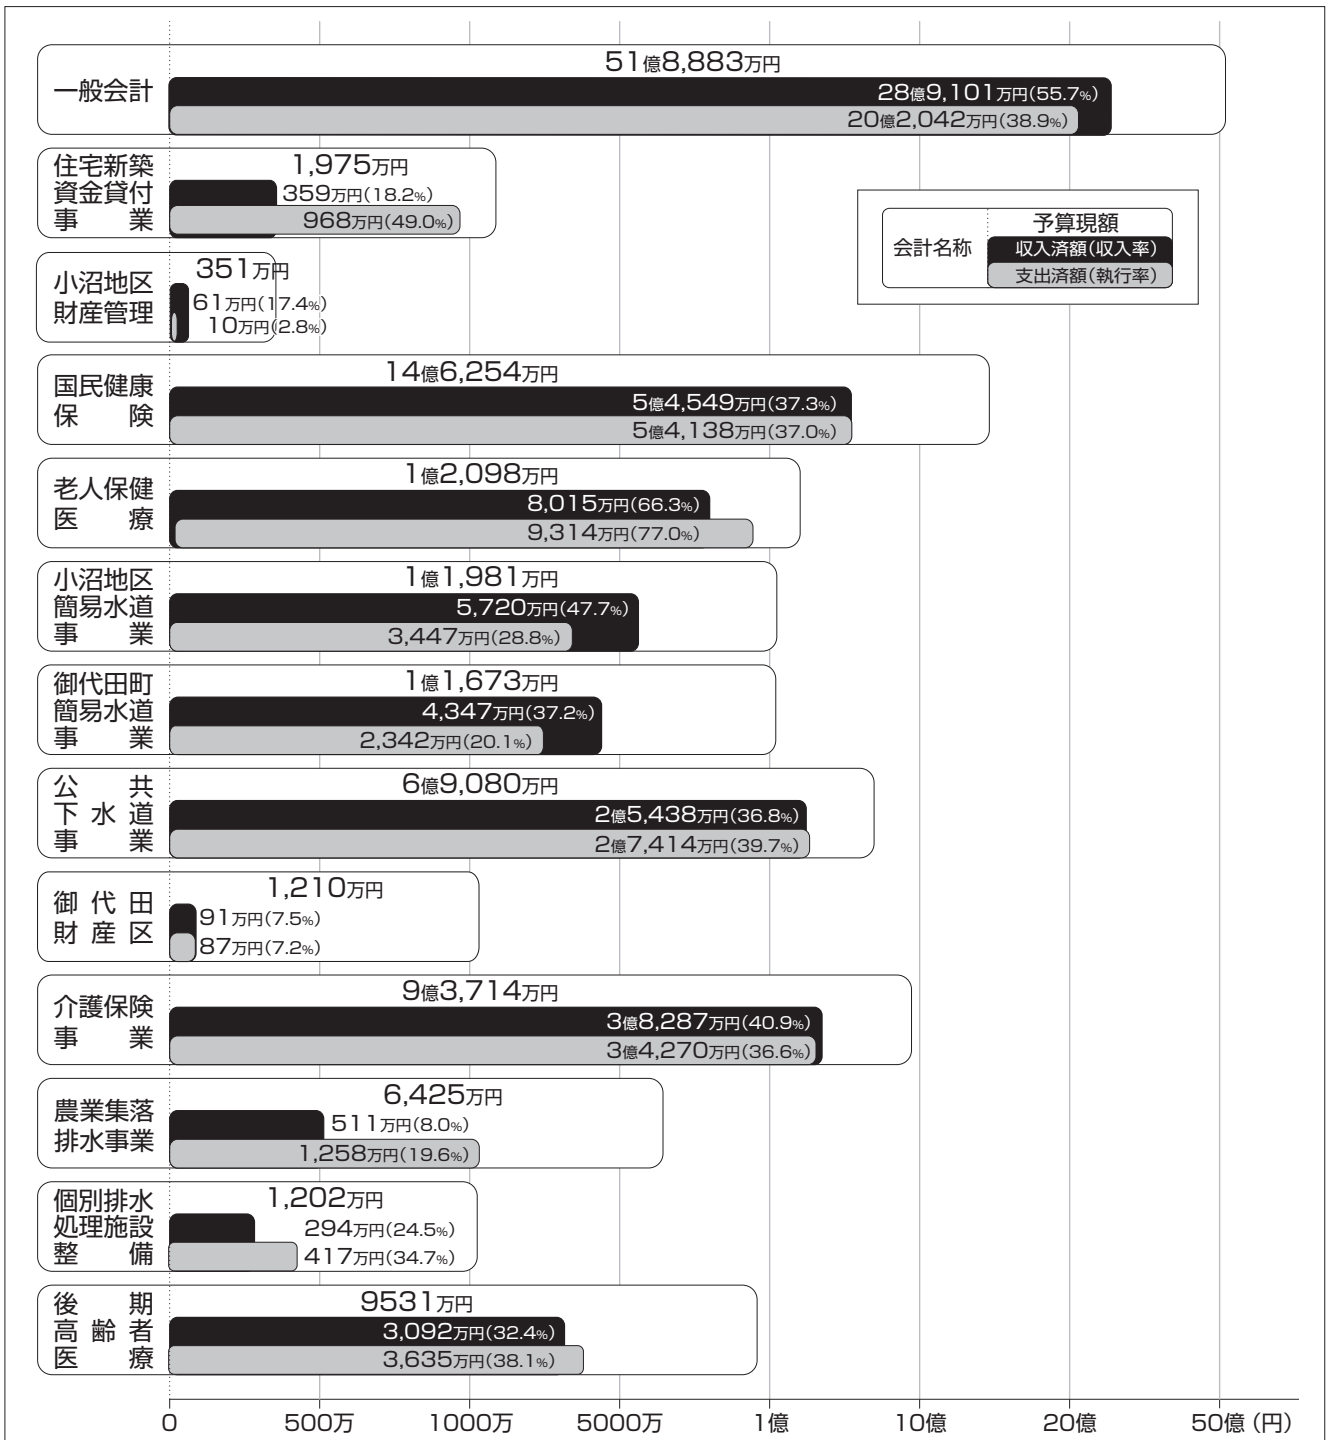 一般会計
51億8,883万円
28億9,101万円(55.7%)
20億2,042万円(38.9%)
住宅新築
資金貸付
事業
1,975万円
359万円(18.2%)
968万円(49.0%)
会計名称
予算現額
収入済額(収入率)
支出済額(執行率)
小沼地区
財産管理
351万円
61万円(17.4%)
10万円(2.8%)
国民健康
保険
14億6,254万円
5億4,549万円(37.3%)
5億4,138万円(37.0%)
老人保健
医療
1億2,098万円
8,015万円(66.3%)
9,314万円(77.0%)
小沼地区
簡易水道
事業
1億1,981万円
5,720万円(47.7%)
3,447万円(28.8%)
御代田町
簡易水道
事業
1億1,673万円
4,347万円(37.2%)
2,342万円(20.1%)
公共
下水道
事業
6億9,080万円
2億5,438万円(36.8%)
2億7,414万円(39.7%)
御代田
財産区
1,210万円
91万円(7.5%)
87万円(7.2%)
介護保険
事業
9億3,714万円
3億8,287万円(40.9%)
3億4,270万円(36.6%)
農業集落
排水事業
6,425万円
511万円(8.0%)
1,258万円(19.6%)
個別排水
処理施設
整備
1,202万円
294万円(24.5%)
417万円(34.7%)
後期
高齢者
医療
9531万円
3,092万円(32.4%)
3,635万円(38.1%)
0 500万 1000万 5000万 1億 10億 20億 50億(円)